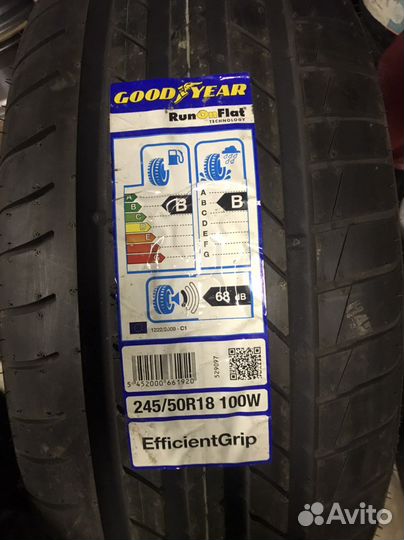 GOODYEAR
RunOnFlat
TECHNOLOGY
A
B
C
D
E
F
G
B
A
B
C
D
E
F
G
B
68 dB
1222/2009 - C1
5 452000 661920
529097
245/50R18 100W
EfficientGrip
Avito